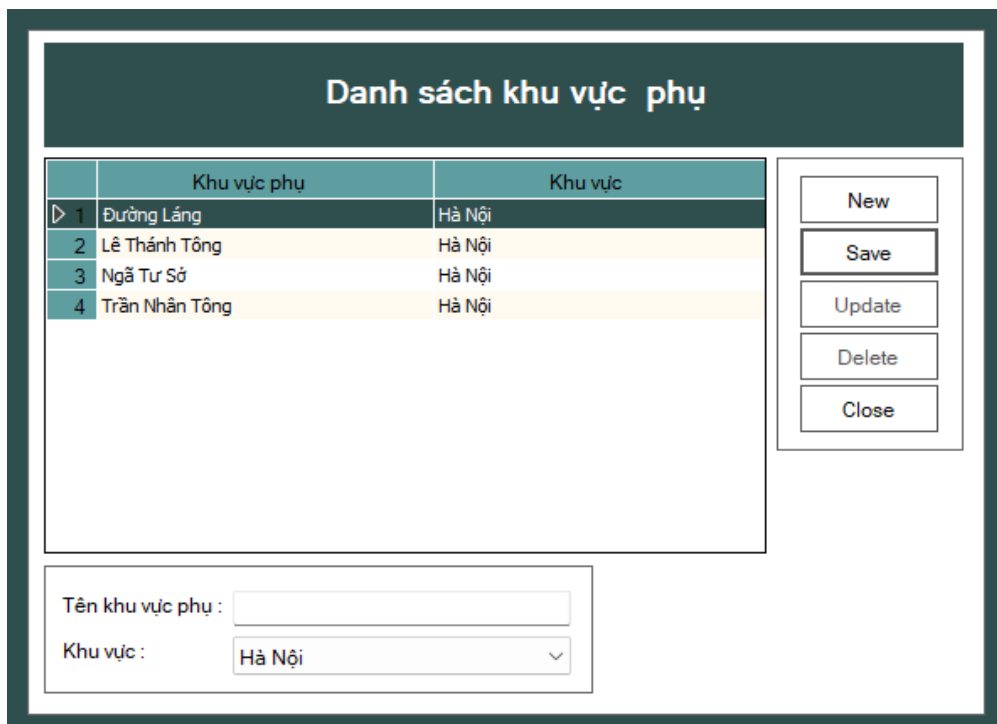 Danh sách khu vực  phụ
Khu vực phụ Khu vực
1 Đường Láng Hà Nội
2 Lê Thánh Tông Hà Nội
3 Ngã Tư Sở Hà Nội
4 Trần Nhân Tông Hà Nội
New
Save
Update
Delete
Close
Tên khu vực phụ :
Khu vực : Hà Nội